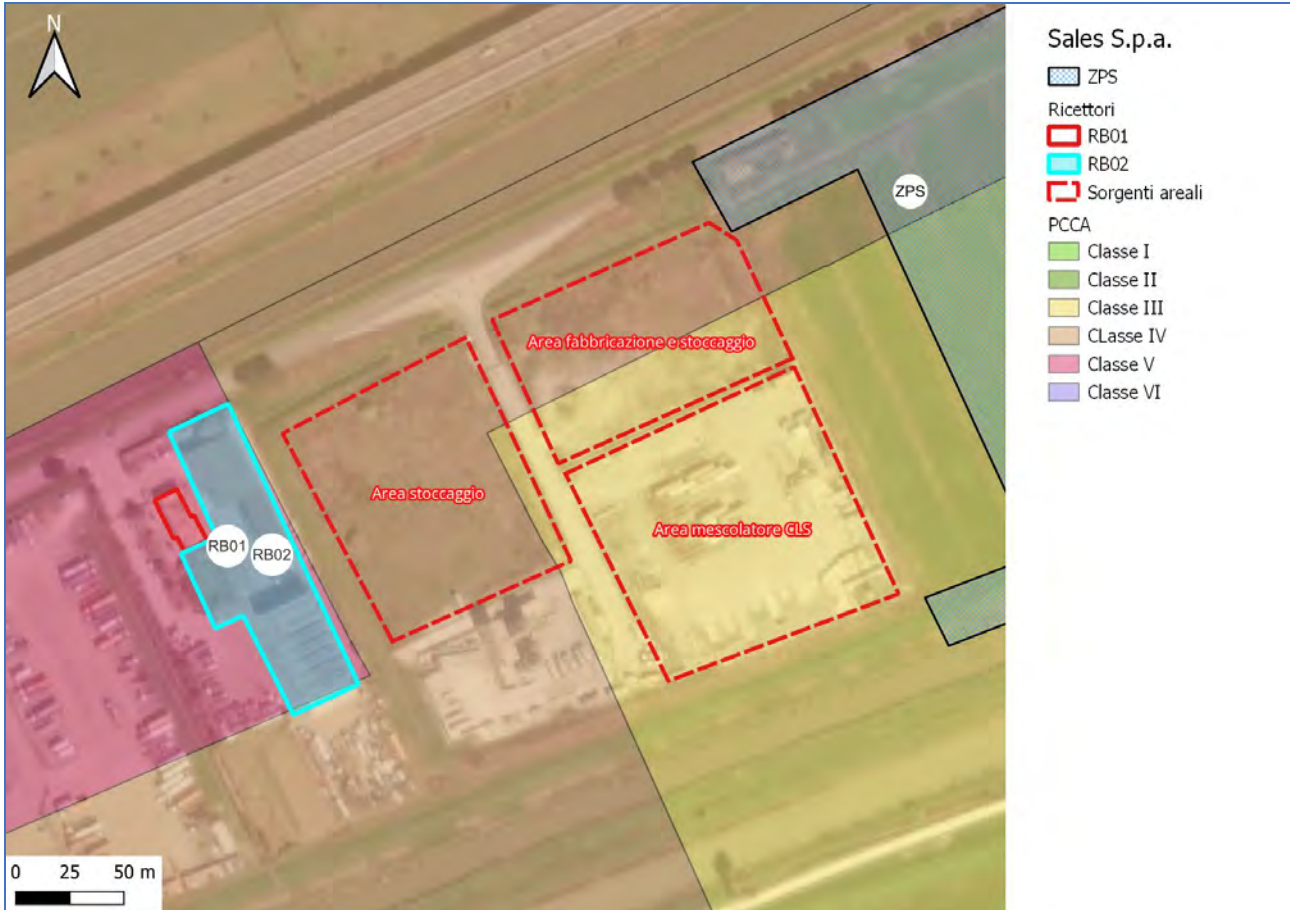 N
Sales S.p.a.
ZPS
Ricettori
RB01
RB02
Sorgenti areali
PCCA
Classe I
Classe II
Classe III
CLasse IV
Classe V
Classe VI
ZPS
Area fabbricazione e stoccaggio
Area stoccaggio
Area mescolatore CLS
RB01
RB02
0 25 50 m